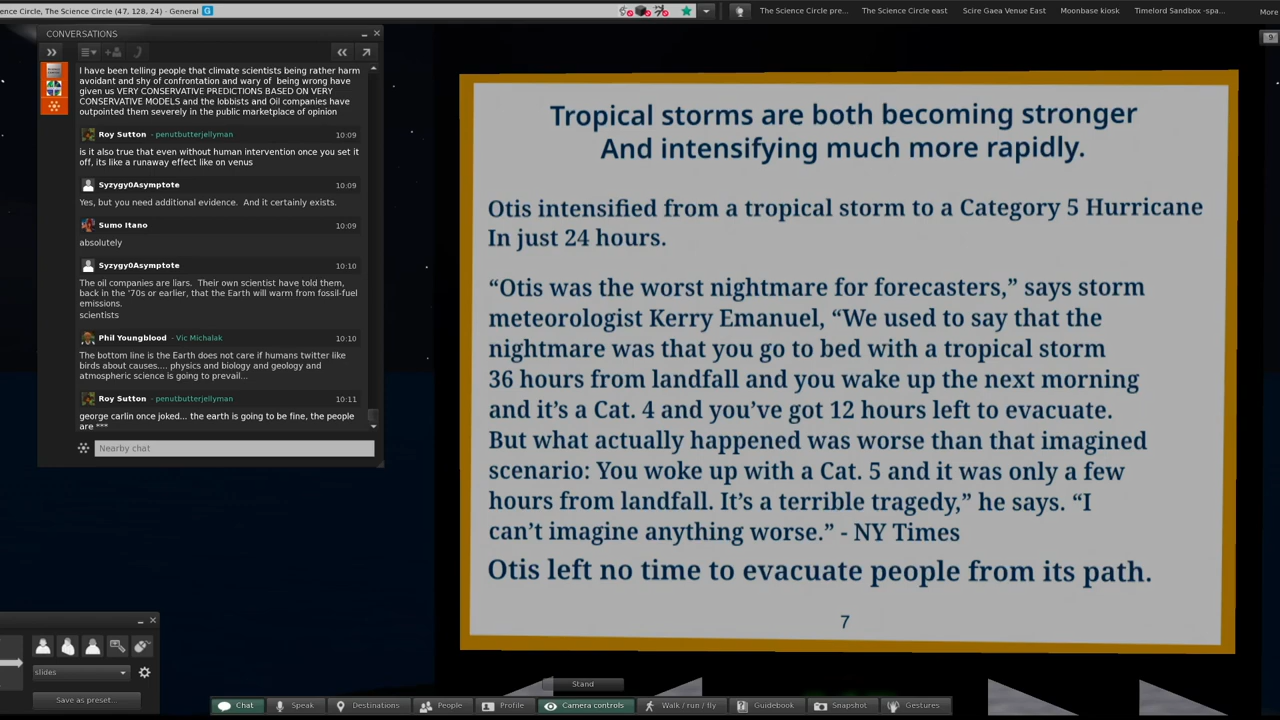 ence Circle, The Science Circle (47, 128, 24) - General G
The Science Circle pre...
The Science Circle east
Scire Gaea Venue East
Moonbase kiosk
Timelord Sandbox -spa...
More
9
CONVERSATIONS
I have been telling people that climate scientists being rather harm
avoidant and shy of confrontation and wary of being wrong have
given us VERY CONSERVATIVE PREDICTIONS BASED ON VERY
CONSERVATIVE MODELS and the lobbists and Oil companies have
outpointed them severely in the public marketplace of opinion
Roy Sutton - penutbutterjellyman 10:09
is it also true that even without human intervention once you set it
off, its like a runaway effect like on venus
Syzygy0Asymptote 10:09
Yes, but you need additional evidence. And it certainly exists.
Sumo Itano 10:09
absolutely
Syzygy0Asymptote 10:10
The oil companies are liars. Their own scientist have told them,
back in the '70s or earlier, that the Earth will warm from fossil-fuel
emissions.
scientists
Phil Youngblood - Vic Michalak 10:10
The bottom line is the Earth does not care if humans twitter like
birds about causes.... physics and biology and geology and
atmospheric science is going to prevail...
Roy Sutton - penutbutterjellyman 10:11
george carlin once joked... the earth is going to be fine, the people
are ***
Nearby chat
Tropical storms are both becoming stronger
And intensifying much more rapidly.
Otis intensified from a tropical storm to a Category 5 Hurricane
In just 24 hours.
“Otis was the worst nightmare for forecasters,” says storm
meteorologist Kerry Emanuel, “We used to say that the
nightmare was that you go to bed with a tropical storm
36 hours from landfall and you wake up the next morning
and it’s a Cat. 4 and you’ve got 12 hours left to evacuate.
But what actually happened was worse than that imagined
scenario: You woke up with a Cat. 5 and it was only a few
hours from landfall. It’s a terrible tragedy,” he says. “I
can’t imagine anything worse.” - NY Times
Otis left no time to evacuate people from its path.
7
slides
Save as preset...
Stand
Chat
Speak
Destinations
People
Profile
Camera controls
Walk / run / fly
Guidebook
Snapshot
Gestures